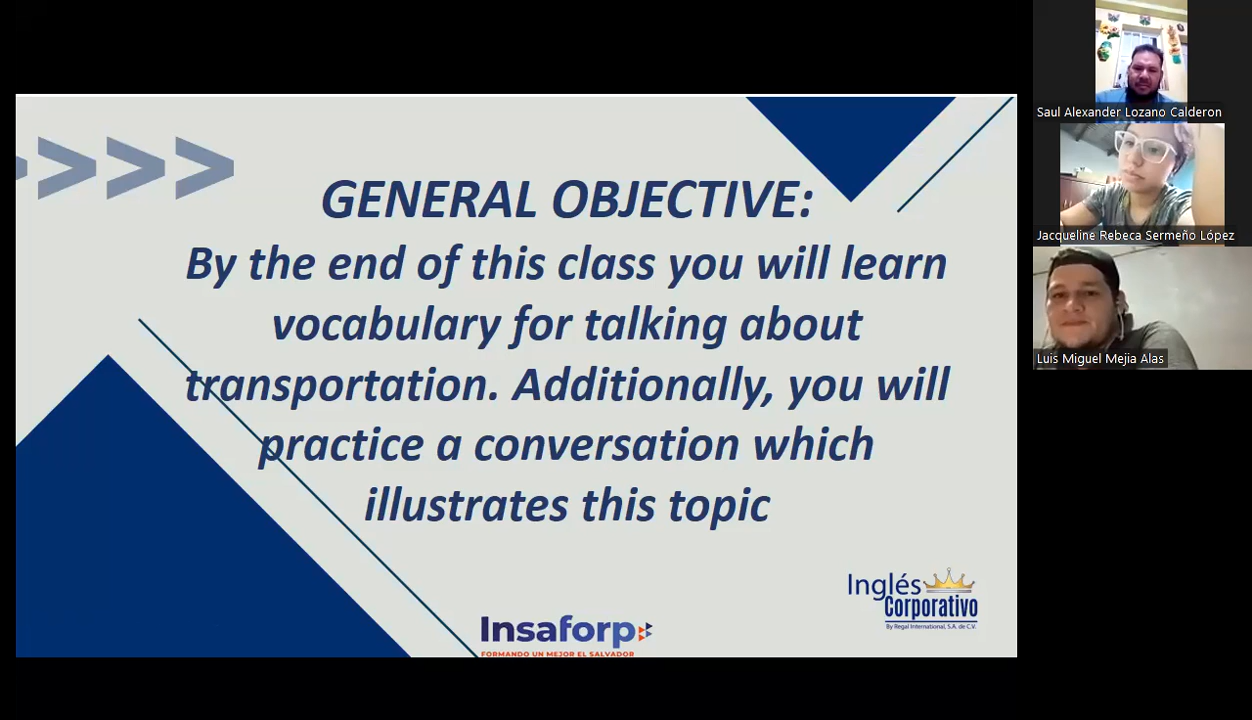 >>>>
GENERAL OBJECTIVE:
By the end of this class you will learn
vocabulary for talking about
transportation. Additionally, you will
practice a conversation which
illustrates this topic
Insaforp
FORMANDO UN MEJOR EL SALVADOR
Inglés
Corporativo
By Regal International, S.A. de C.V.
Saul Alexander Lozano Calderon
Jacqueline Rebeca Sermeño López
Luis Miguel Mejia Alas